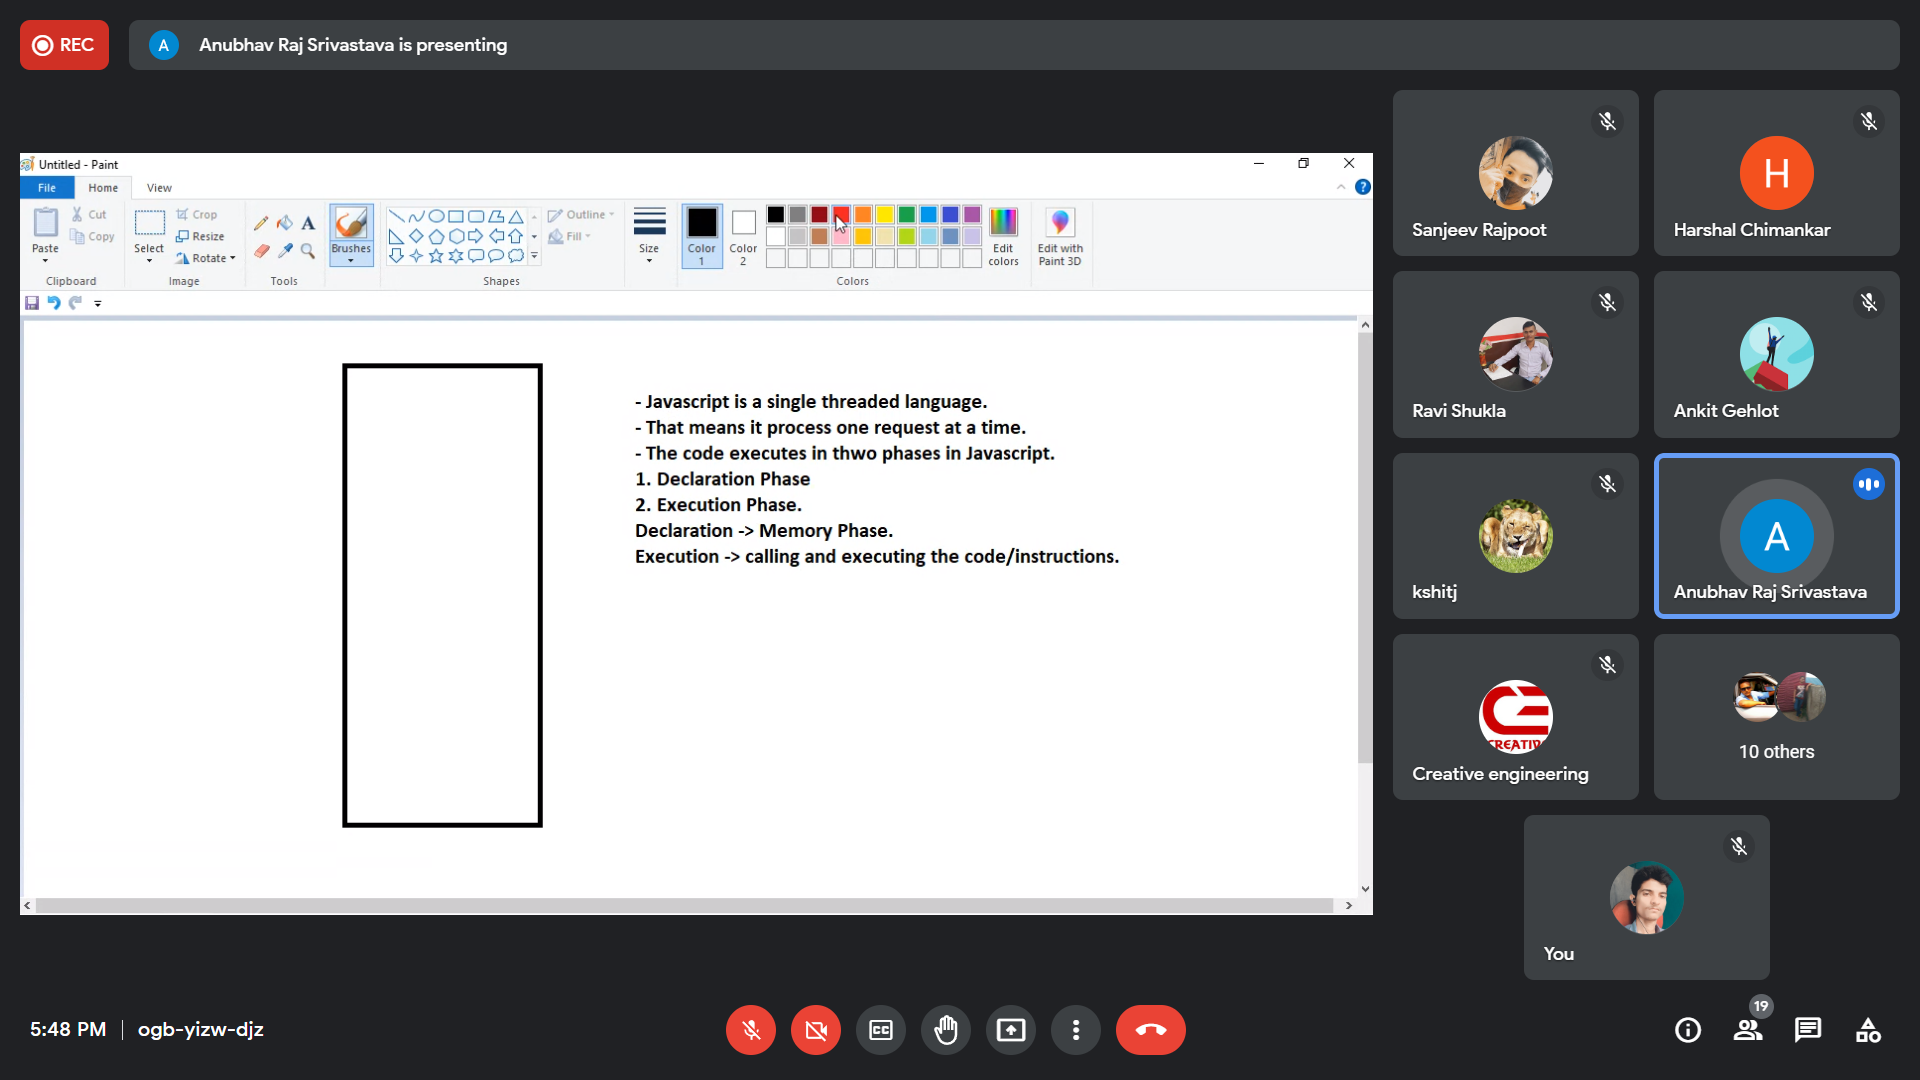 REC
A
Anubhav Raj Srivastava is presenting
Untitled - Paint
File
Home
View
Paste
Cut
Copy
Clipboard
Select
Crop
Resize
Rotate
Image
A
Tools
Brushes
Shapes
Outline
Fill
Size
Color
1
Color
2
Edit
colors
Colors
Edit with
Paint 3D
?
- Javascript is a single threaded language.
- That means it process one request at a time.
- The code executes in thwo phases in Javascript.
1. Declaration Phase
2. Execution Phase.
Declaration -> Memory Phase.
Execution -> calling and executing the code/instructions.
Sanjeev Rajpoot
H
Harshal Chimankar
Ravi Shukla
Ankit Gehlot
kshitj
A
Anubhav Raj Srivastava
CREATIV
Creative engineering
10 others
You
5:48 PM
ogb-yizw-djz
CC
19